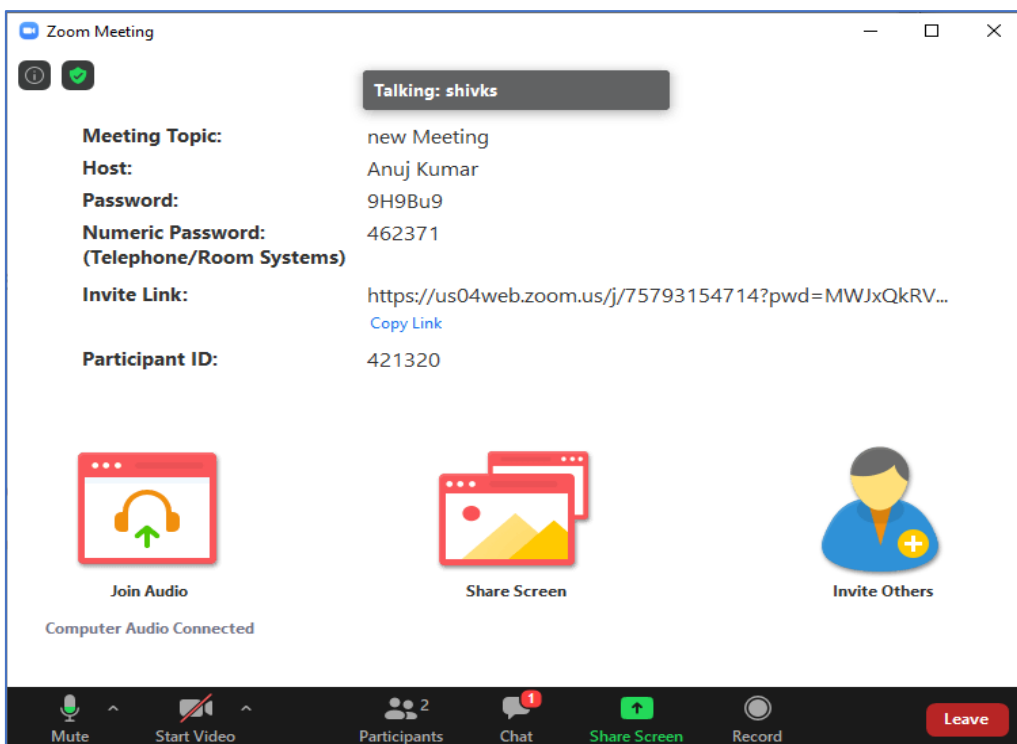 Zoom Meeting
Talking: shivks
Meeting Topic: new Meeting
Host: Anuj Kumar
Password: 9H9Bu9
Numeric Password: 462371
(Telephone/Room Systems)
Invite Link: https://us04web.zoom.us/j/75793154714?pwd=MWJxQkRV...
Copy Link
Participant ID: 421320
Join Audio Share Screen Invite Others
Computer Audio Connected
2 1
Mute Start Video Participants Chat Share Screen Record Leave